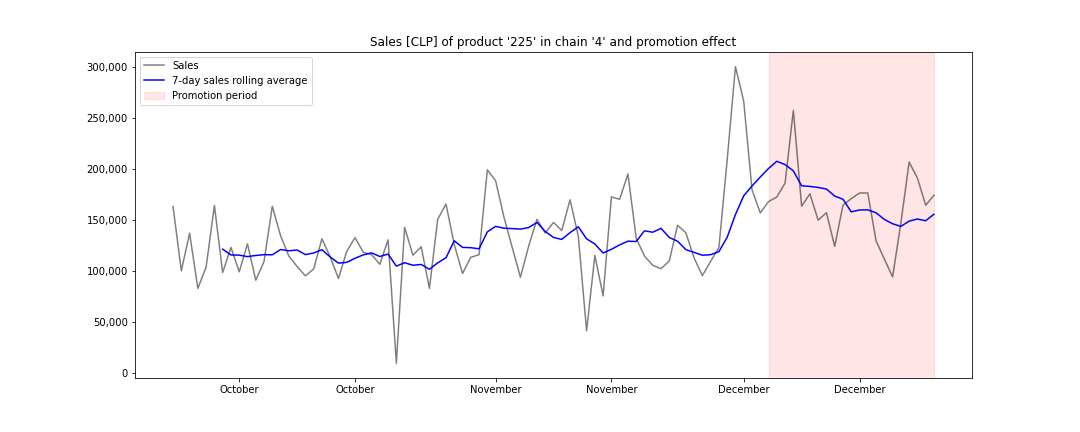 Sales [CLP] of product '225' in chain '4' and promotion effect
Sales
7-day sales rolling average
Promotion period
300,000
250,000
200,000
150,000
100,000
50,000
0
October October November November December December